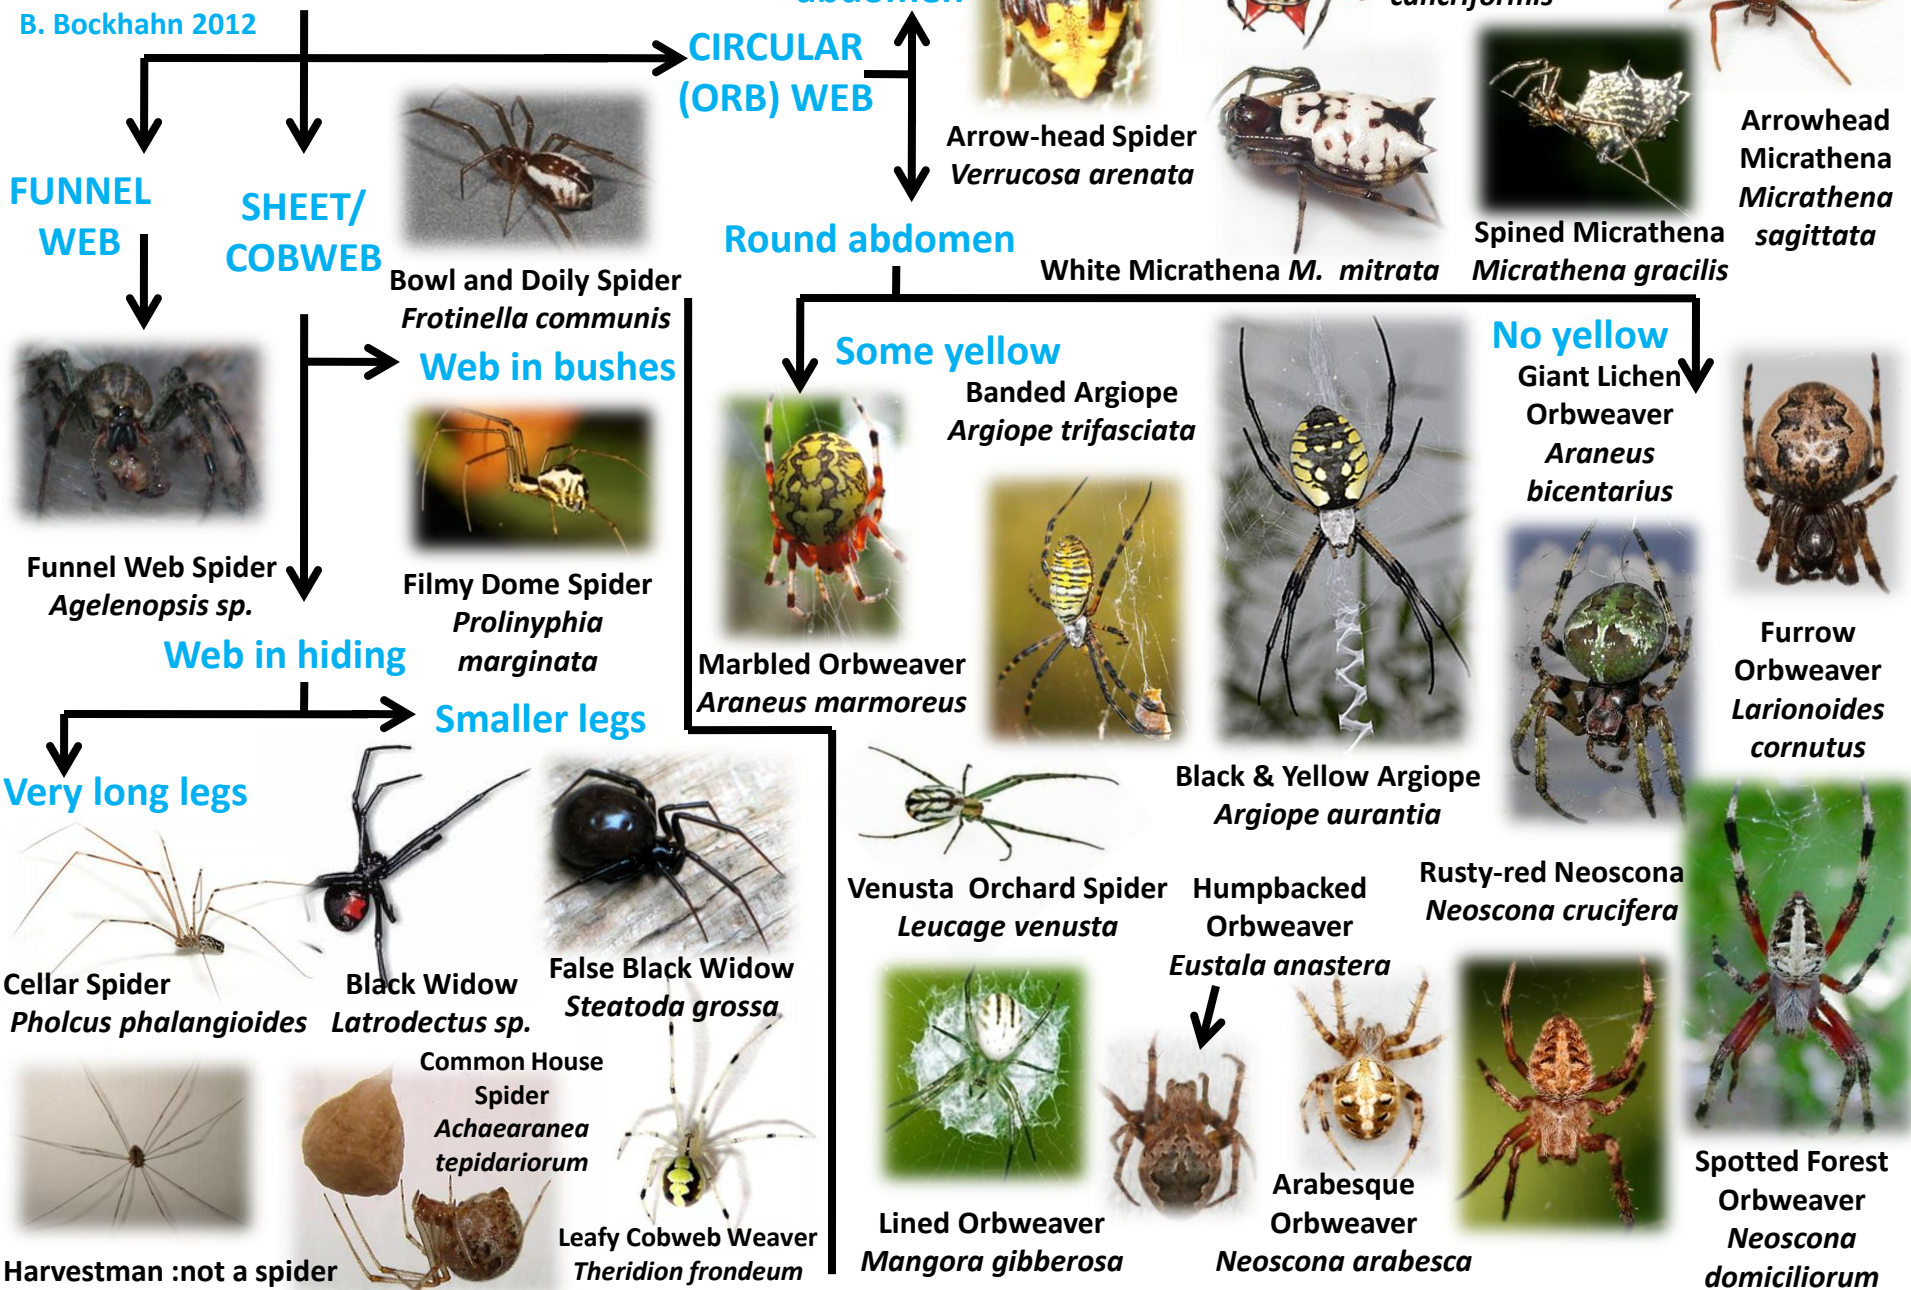 B. Bockhahn 2012
CIRCULAR
(ORB) WEB
FUNNEL
WEB
SHEET/
COBWEB
Bowl and Doily Spider
Frotinella communis
Arrow-head Spider
Verrucosa arenata
Round abdomen
White Micrathena M. mitrata
Spined Micrathena
Micrathena gracilis
Arrowhead
Micrathena
Micrathena
sagittata
Funnel Web Spider
Agelenopsis sp.
Web in bushes
Filmy Dome Spider
Prolinyphia
marginata
Web in hiding
Smaller legs
Very long legs
Cellar Spider
Pholcus phalangioides
Black Widow
Latrodectus sp.
False Black Widow
Steatoda grossa
Harvestman :not a spider
Common House
Spider
Achaearanea
tepidariorum
Leafy Cobweb Weaver
Theridion frondeum
Some yellow
Banded Argiope
Argiope trifasciata
Marbled Orbweaver
Araneus marmoreus
Black & Yellow Argiope
Argiope aurantia
Venusta Orchard Spider
Leucage venusta
No yellow
Giant Lichen
Orbweaver
Araneus
bicentarius
Furrow
Orbweaver
Larionoides
cornutus
Humpbacked
Orbweaver
Eustala anastera
Rusty-red Neoscona
Neoscona crucifera
Lined Orbweaver
Mangora gibberosa
Arabesque
Orbweaver
Neoscona arabesca
Spotted Forest
Orbweaver
Neoscona
domiciliorum